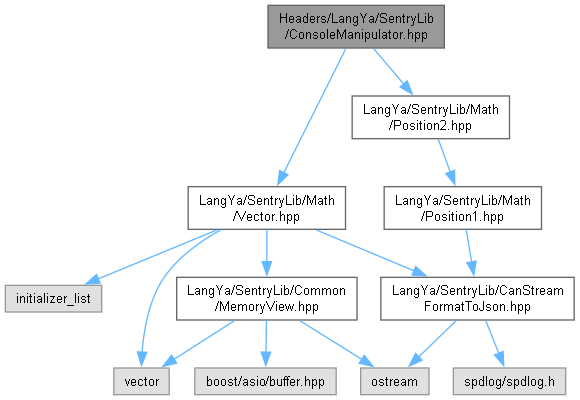 Headers/LangYa/SentryLib
/ConsoleManipulator.hpp
LangYa/SentryLib/Math
/Position2.hpp
LangYa/SentryLib/Math
/Vector.hpp
LangYa/SentryLib/Math
/Position1.hpp
initializer_list
LangYa/SentryLib/Common
/MemoryView.hpp
LangYa/SentryLib/CanStream
FormatToJson.hpp
vector
boost/asio/buffer.hpp
ostream
spdlog/spdlog.h